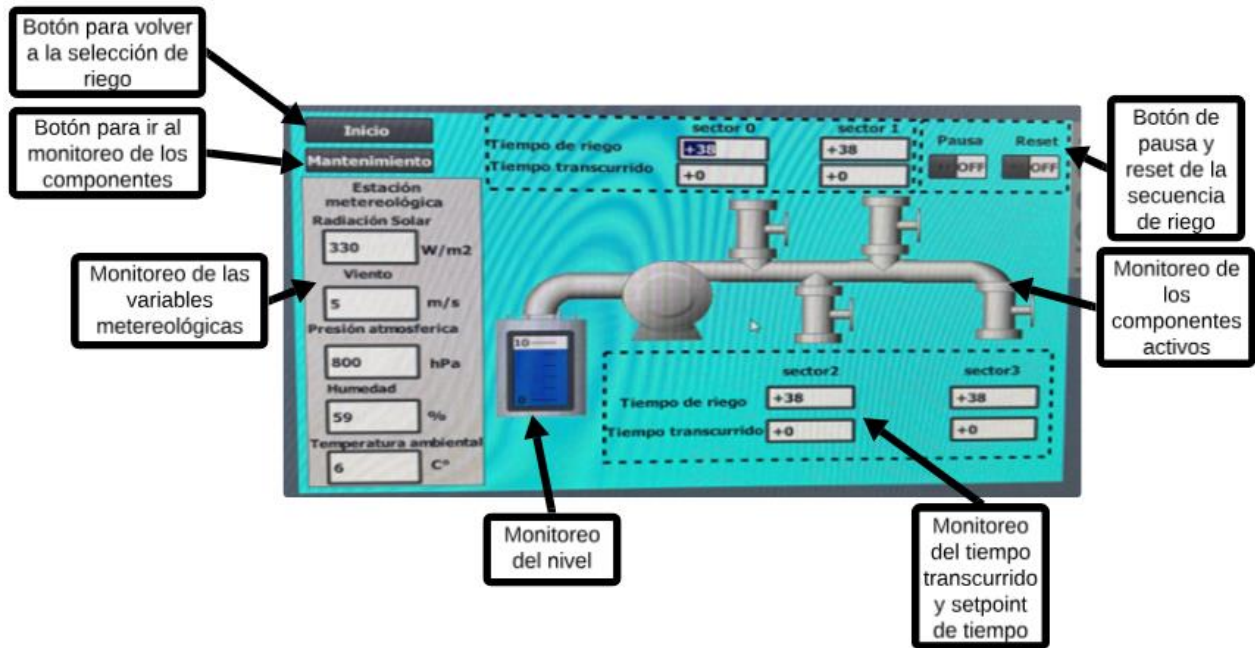 Botón para volver
a la selección de
riego
Botón para ir al
monitoreo de los
componentes
Monitoreo de las
variables
metereológicas
Inicio
Mantenimiento
Estación
metereológica
Radiación Solar
330 W/m2
Viento
5 m/s
Presión atmosferica
800 hPa
Humedad
59 %
Temperatura ambiental
6 C°
sector 0 sector 1
Tiempo de riego +38 +38
Tiempo transcurrido +0 +0
Pausa Reset
OFF OFF
10
0
sector2 sector3
Tiempo de riego +38 +38
Tiempo transcurrido +0 +0
Botón de
pausa y
reset de la
secuencia
de riego
Monitoreo de
los
componentes
activos
Monitoreo
del nivel
Monitoreo
del tiempo
transcurrido
y setpoint
de tiempo